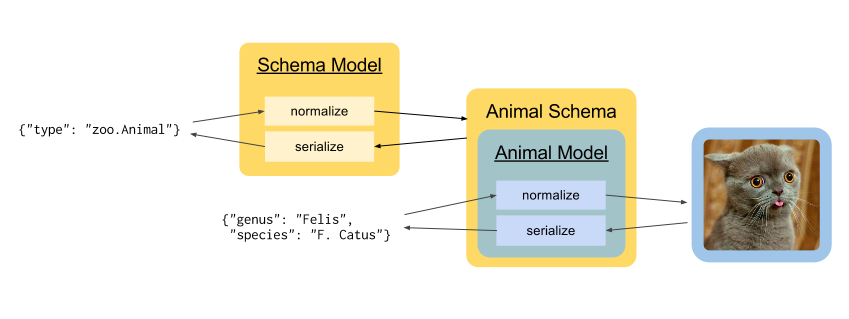 Schema Model
normalize
serialize
{"type": "zoo.Animal"}
Animal Schema
Animal Model
normalize
serialize
{"genus": "Felis",
"species": "F. Catus"}